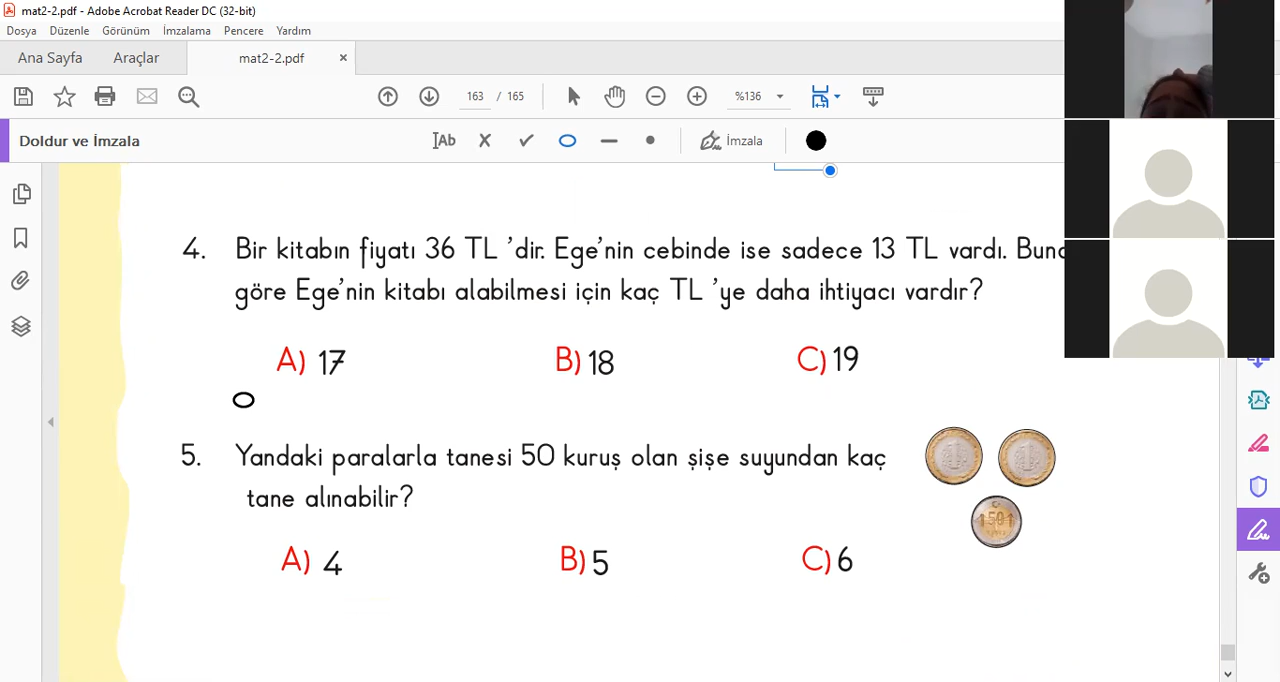 mat2-2.pdf - Adobe Acrobat Reader DC (32-bit)
Dosya Düzenle Görünüm İmzalama Pencere Yardım
Ana Sayfa Araçlar mat2-2.pdf ×
163 / 165 %136
Doldur ve İmzala
İmzala
4. Bir kitabın fiyatı 36 TL 'dir. Ege'nin cebinde ise sadece 13 TL vardı.
göre Ege'nin kitabı alabilmesi için kaç TL 'ye daha ihtiyacı vardır?
A) 17 B) 18 C) 19
5. Yandaki paralarla tanesi 50 kuruş olan şişe suyundan kaç
tane alınabilir?
1 1
50
A) 4 B) 5 C) 6